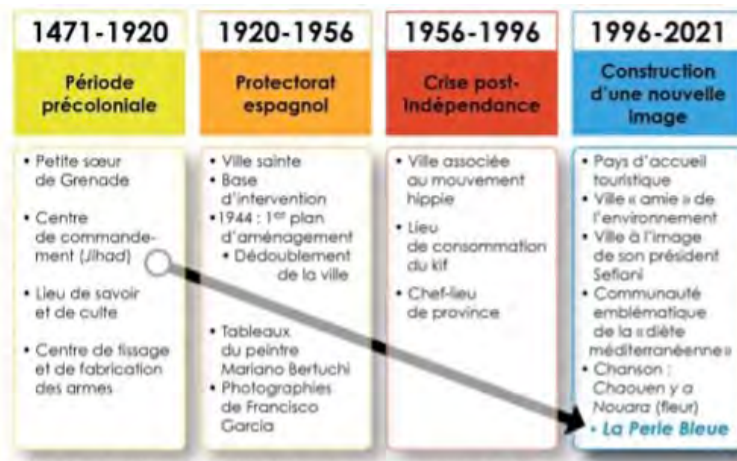 1471-1920
Période
précoloniale
• Petite sœur
de Grenade
• Centre
de commande-
ment (Jihad)
• Lieu de savoir
et de culte
• Centre de tissage
et de fabrication
des armes
1920-1956
Protectorat
espagnol
• Ville sainte
• Base
d'intervention
• 1944 : 1er plan
d'aménagement
• Dédoublement
de la ville
• Tableaux
du peintre
Mariano Bertuchi
• Photographies
de Francisco
Garcia
1956-1996
Crise post-
Indépendance
• Ville associée
au mouvement
hippie
• Lieu
de consommation
du kif
• Chef-lieu
de province
1996-2021
Construction
d'une nouvelle
image
• Pays d'accueil
touristique
• Ville « amie » de
l'environnement
• Ville à l'image
de son président
Sefiani
• Communauté
emblématique
de la « diète
méditerranéenne »
• Chanson :
Chaouen y a
Nouara (fleur)
• La Perle Bleue